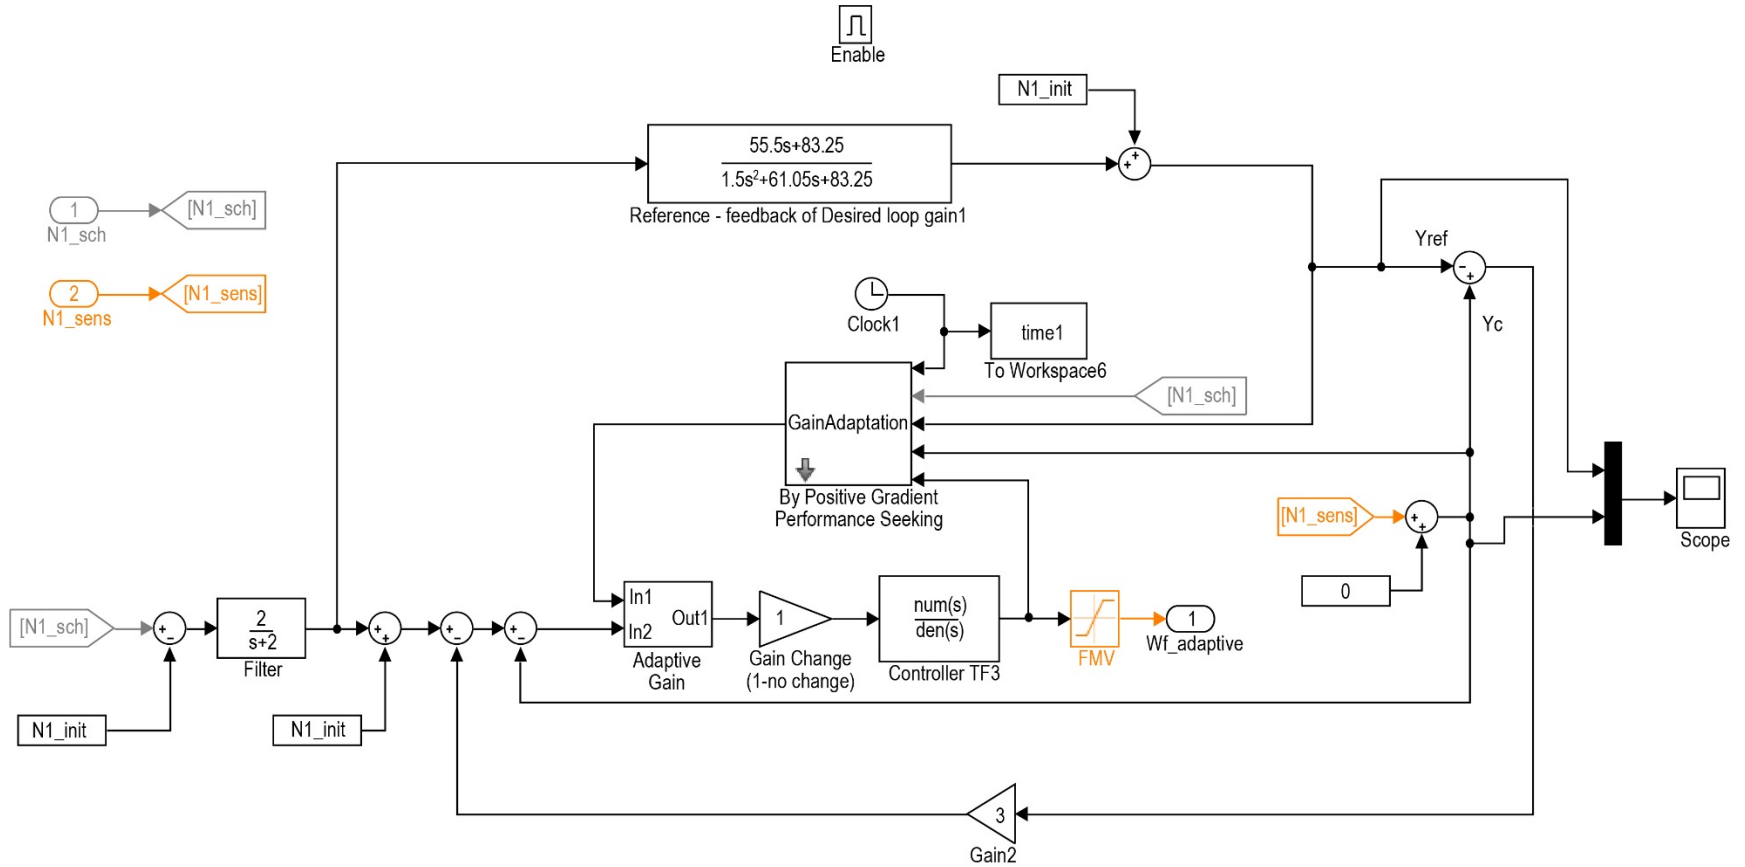 Enable
N1_init
55.5s+83.25
1.5s²+61.05s+83.25
Reference - feedback of Desired loop gain1
+
+
1
[N1_sch]
N1_sch
2
[N1_sens]
N1_sens
Yref
-
+
Yc
Clock1
time1
To Workspace6
[N1_sch]
GainAdaptation
By Positive Gradient
Performance Seeking
[N1_sens]
+
+
0
Scope
[N1_sch]
+
-
2
s+2
Filter
+
+
+
-
+
-
In1
In2
Out1
Adaptive
Gain
1
Gain Change
(1-no change)
num(s)
den(s)
Controller TF3
FMV
1
Wf_adaptive
N1_init
N1_init
3
Gain2